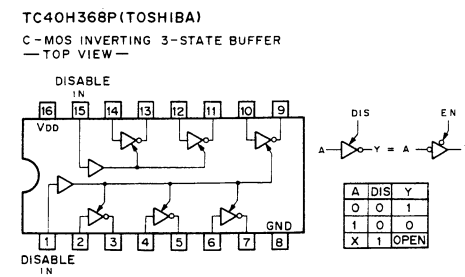 TC40H368P(TOSHIBA)
C-MOS INVERTING 3-STATE BUFFER
—TOP VIEW—
DISABLE
IN
16 15 14 13 12 11 10 9
VDD
GND
1 2 3 4 5 6 7 8
DISABLE
IN
DIS EN
A Y = A
A DIS Y
0 0 1
1 0 0
X 1 OPEN